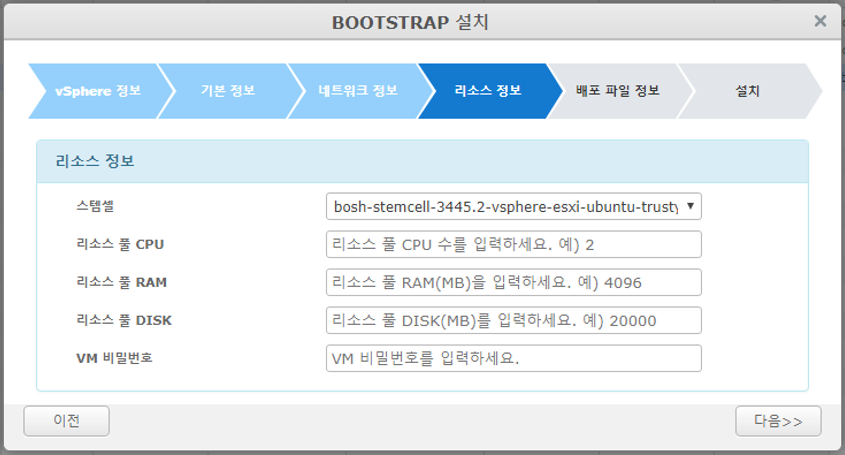 BOOTSTRAP 설치
vSphere 정보
기본 정보
네트워크 정보
리소스 정보
배포 파일 정보
설치
리소스 정보
스템셀
bosh-stemcell-3445.2-vsphere-esxi-ubuntu-trusty
리소스 풀 CPU
리소스 풀 CPU 수를 입력하세요. 예) 2
리소스 풀 RAM
리소스 풀 RAM(MB)을 입력하세요. 예) 4096
리소스 풀 DISK
리소스 풀 DISK(MB)를 입력하세요. 예) 20000
VM 비밀번호
VM 비밀번호를 입력하세요.
이전
다음>>